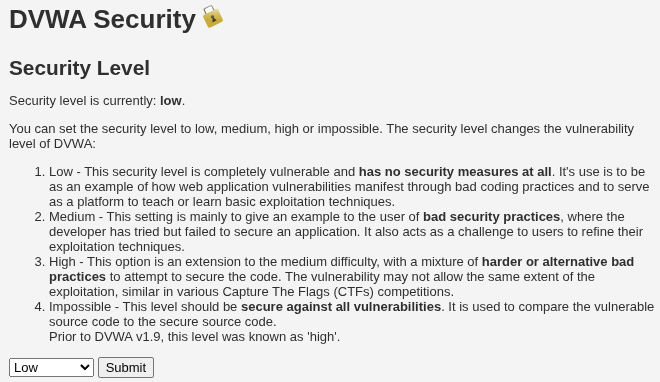 DVWA Security
Security Level
Security level is currently: low.
You can set the security level to low, medium, high or impossible. The security level changes the vulnerability
level of DVWA:
1. Low - This security level is completely vulnerable and has no security measures at all. It's use is to be
as an example of how web application vulnerabilities manifest through bad coding practices and to serve
as a platform to teach or learn basic exploitation techniques.
2. Medium - This setting is mainly to give an example to the user of bad security practices, where the
developer has tried but failed to secure an application. It also acts as a challenge to users to refine their
exploitation techniques.
3. High - This option is an extension to the medium difficulty, with a mixture of harder or alternative bad
practices to attempt to secure the code. The vulnerability may not allow the same extent of the
exploitation, similar in various Capture The Flags (CTFs) competitions.
4. Impossible - This level should be secure against all vulnerabilities. It is used to compare the vulnerable
source code to the secure source code.
Prior to DVWA v1.9, this level was known as 'high'.
Low Submit